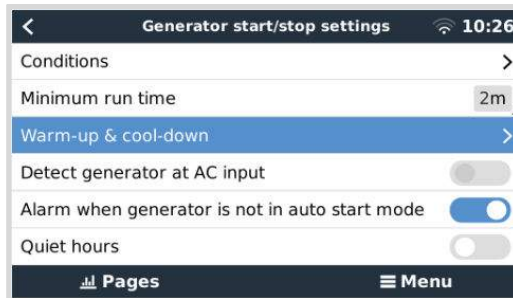 Generator start/stop settings 10:26
Conditions
Minimum run time 2m
Warm-up & cool-down
Detect generator at AC input
Alarm when generator is not in auto start mode
Quiet hours
Pages Menu